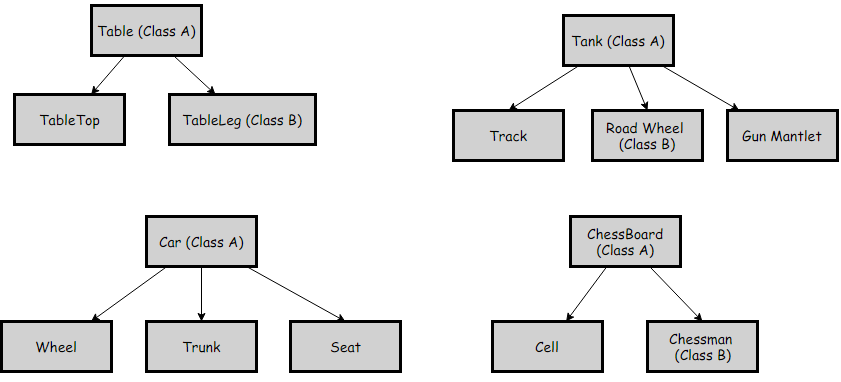 Table (Class A)
TableTop
TableLeg (Class B)
Tank (Class A)
Track
Road Wheel
(Class B)
Gun Mantlet
Car (Class A)
Wheel
Trunk
Seat
ChessBoard
(Class A)
Cell
Chessman
(Class B)